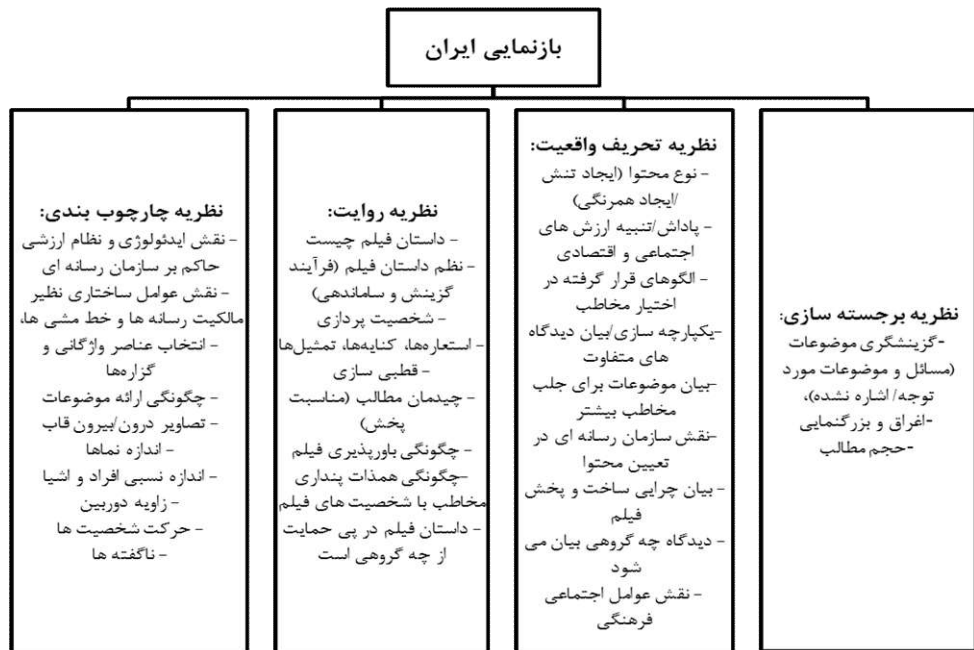 بازنمایی ایران
نظریه برجسته سازی:
-گزینشگری موضوعات
(مسائل و موضوعات مورد
توجه/ اشاره نشده)،
-اغراق و بزرگنمایی
-حجم مطالب
نظریه تحریف واقعیت:
- نوع محتوا (ایجاد تنش
/ایجاد همرنگی)
- پاداش/تنبیه ارزش های
اجتماعی و اقتصادی
- الگوهای قرار گرفته در
اختیار مخاطب
-یکپارچه سازی/بیان دیدگاه
های متفاوت
-بیان موضوعات برای جلب
مخاطب بیشتر
-نقش سازمان رسانه ای در
تعیین محتوا
- بیان چرایی ساخت و پخش
فیلم
- دیدگاه چه گروهی بیان می
شود
- نقش عوامل اجتماعی
فرهنگی
نظریه روایت:
- داستان فیلم چیست
- نظم داستان فیلم (فرآیند
گزینش و ساماندهی)
- شخصیت پردازی
- استعاره‌ها، کنایه‌ها، تمثیل‌ها
- قطبی سازی
- چیدمان مطالب (مناسبت
پخش)
- چگونگی باورپذیری فیلم
-چگونگی همذات پنداری
مخاطب با شخصیت های فیلم
- داستان فیلم در پی حمایت
از چه گروهی است
نظریه چارچوب بندی:
- نقش ایدئولوژی و نظام ارزشی
حاکم بر سازمان رسانه ای
- نقش عوامل ساختاری نظیر
مالکیت رسانه ها و خط مشی ها،
- انتخاب عناصر واژگانی و
گزاره‌ها
- چگونگی ارائه موضوعات
- تصاویر درون/بیرون قاب
- اندازه نماها
- اندازه نسبی افراد و اشیا
- زاویه دوربین
- حرکت شخصیت ها
- ناگفته ها